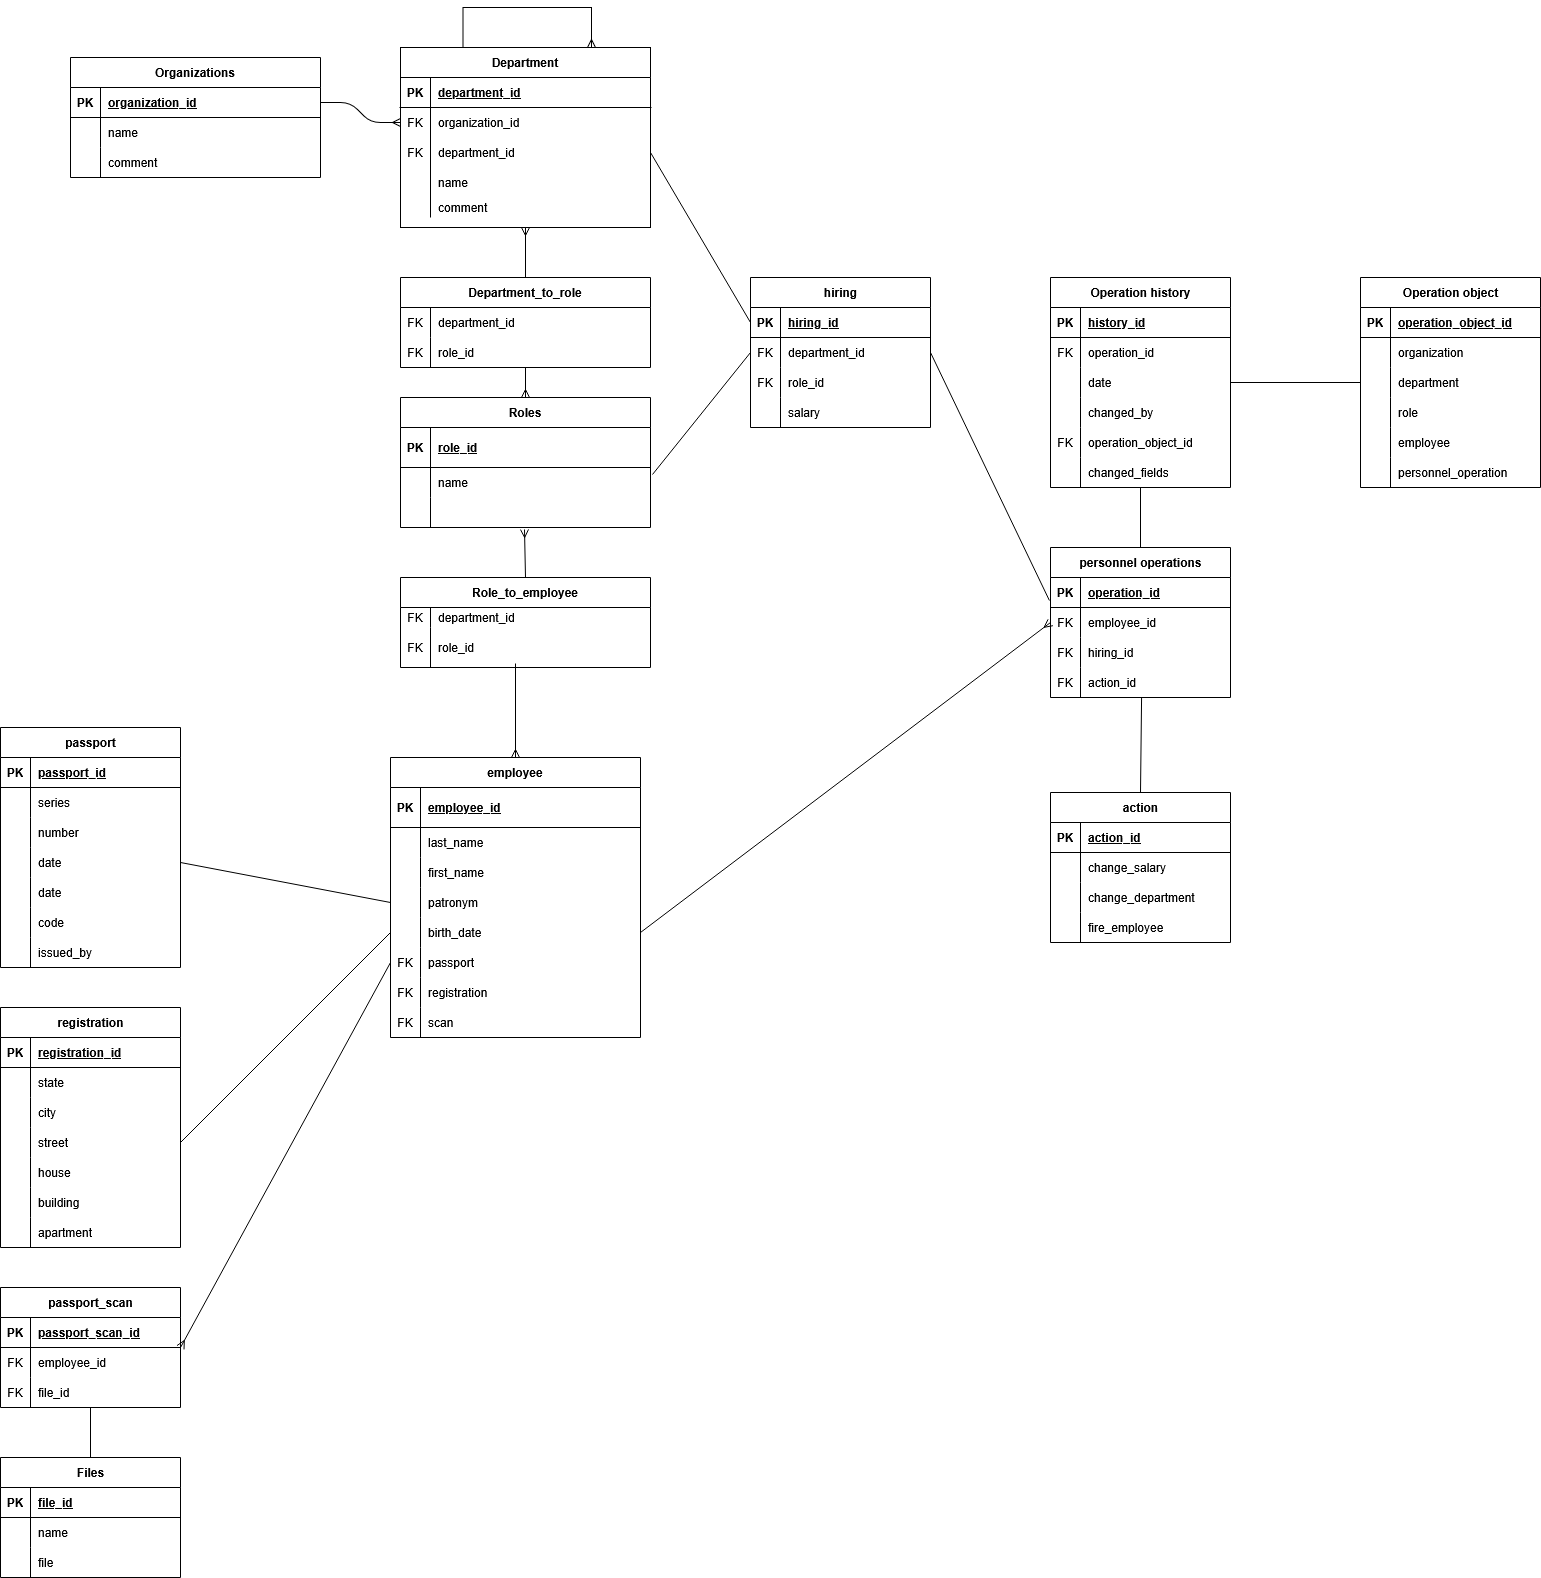 Organizations
PK organization_id
name
comment
Department
PK department_id
FK organization_id
FK department_id
name
comment
Department_to_role
FK department_id
FK role_id
Roles
PK role_id
name
Role_to_employee
FK department_id
FK role_id
hiring
PK hiring_id
FK department_id
FK role_id
salary
Operation history
PK history_id
FK operation_id
date
changed_by
FK operation_object_id
changed_fields
Operation object
PK operation_object_id
organization
department
role
employee
personnel_operation
personnel operations
PK operation_id
FK employee_id
FK hiring_id
FK action_id
action
PK action_id
change_salary
change_department
fire_employee
passport
PK passport_id
series
number
date
date
code
issued_by
employee
PK employee_id
last_name
first_name
patronym
birth_date
FK passport
FK registration
FK scan
registration
PK registration_id
state
city
street
house
building
apartment
passport_scan
PK passport_scan_id
FK employee_id
FK file_id
Files
PK file_id
name
file